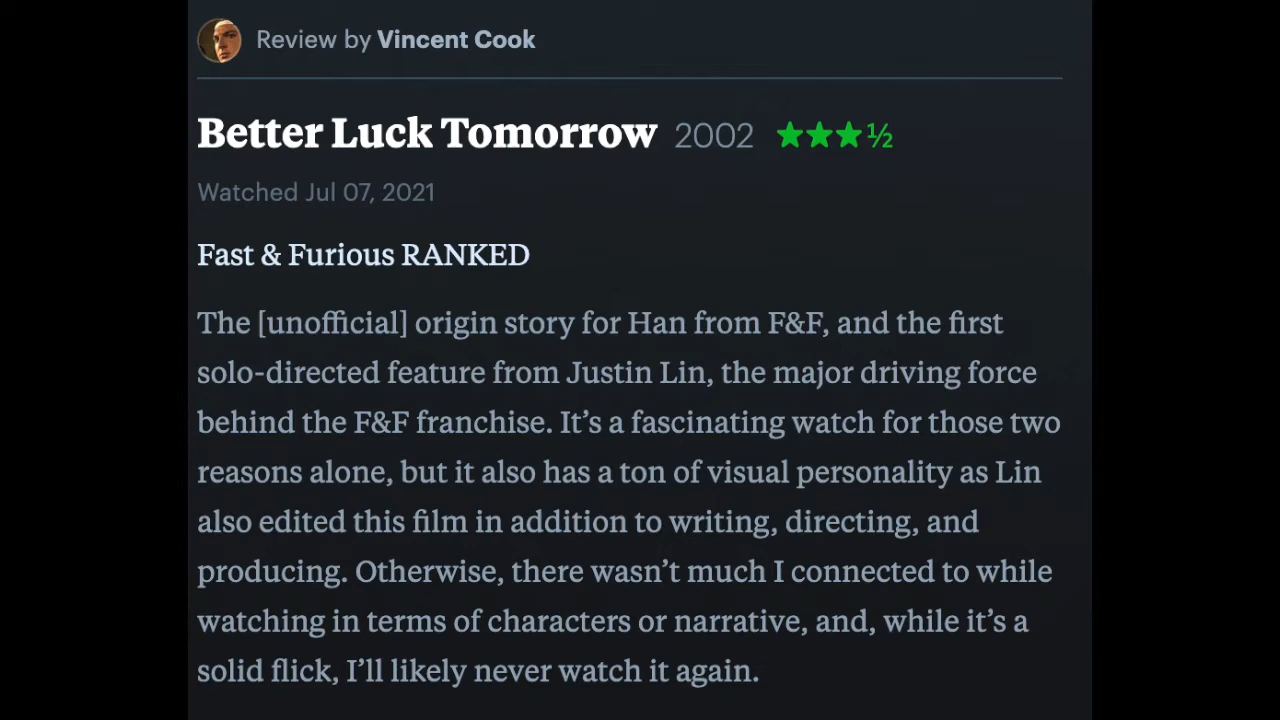 Review by Vincent Cook
Better Luck Tomorrow 2002 ★★★½
Watched Jul 07, 2021
Fast & Furious RANKED
The [unofficial] origin story for Han from F&F, and the first
solo-directed feature from Justin Lin, the major driving force
behind the F&F franchise. It’s a fascinating watch for those two
reasons alone, but it also has a ton of visual personality as Lin
also edited this film in addition to writing, directing, and
producing. Otherwise, there wasn’t much I connected to while
watching in terms of characters or narrative, and, while it’s a
solid flick, I’ll likely never watch it again.